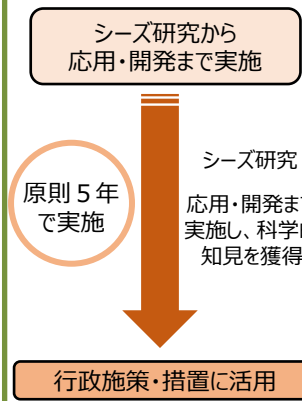 シーズ研究から
応用・開発まで実施
原則５年
で実施
シーズ研究
応用・開発ま
実施し、科学
知見を獲得
行政施策・措置に活用